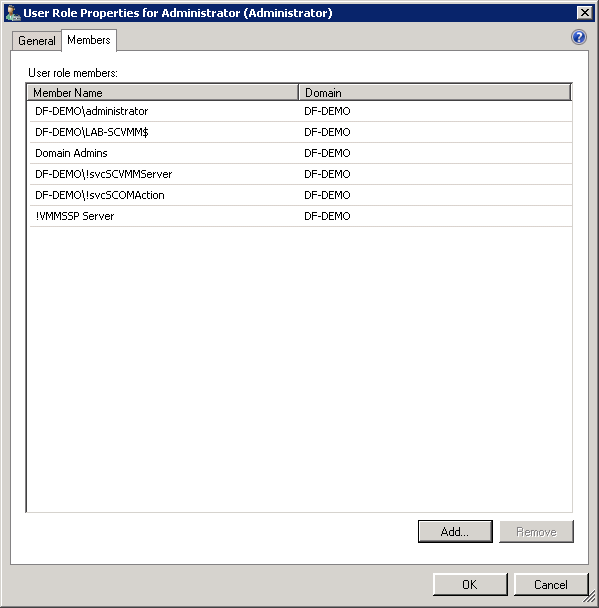 User Role Properties for Administrator (Administrator)
General Members
User role members:
Member Name Domain
DF-DEMO\administrator DF-DEMO
DF-DEMO\LAB-SCVMM$ DF-DEMO
Domain Admins DF-DEMO
DF-DEMO\!svcSCVMMServer DF-DEMO
DF-DEMO\!svcSCOMAction DF-DEMO
!VMMSSP Server DF-DEMO
Add... Remove
OK Cancel